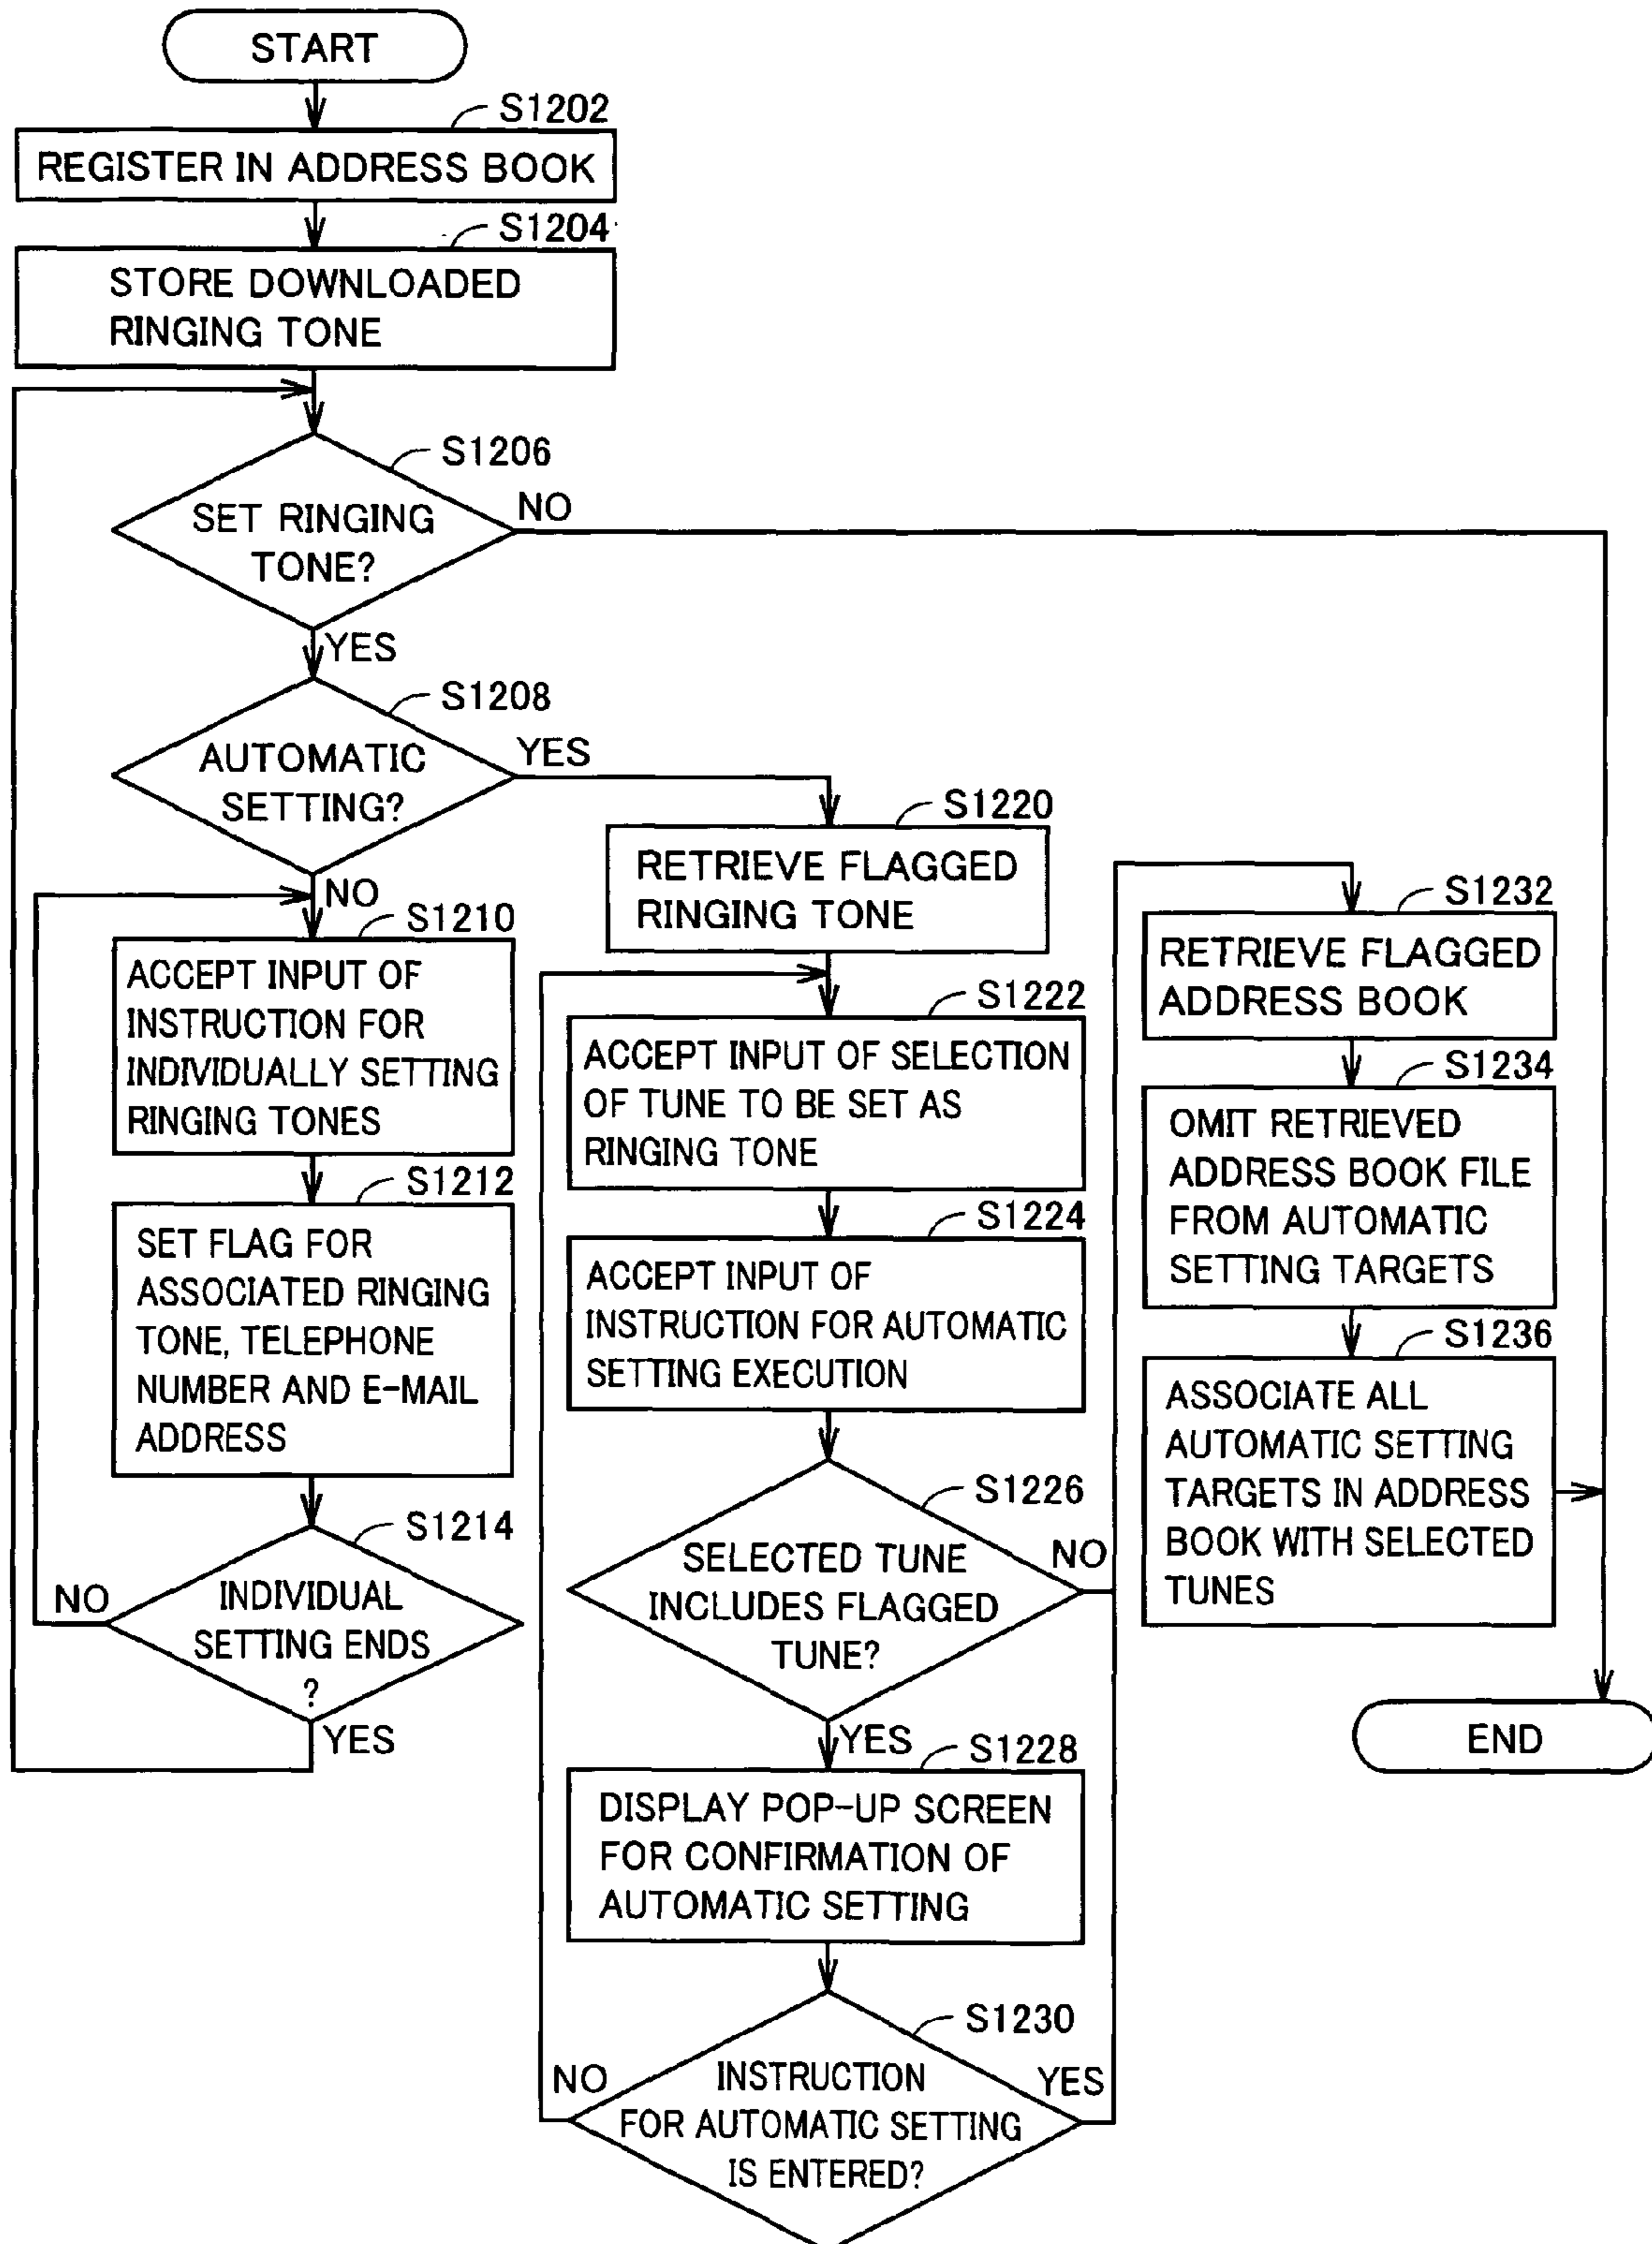 START
S1202
REGISTER IN ADDRESS BOOK
S1204
STORE DOWNLOADED
RINGING TONE
S1206
SET RINGING
TONE?
NO
YES
S1208
AUTOMATIC
SETTING?
YES
NO
S1210
ACCEPT INPUT OF
INSTRUCTION FOR
INDIVIDUALLY SETTING
RINGING TONES
S1212
SET FLAG FOR
ASSOCIATED RINGING
TONE, TELEPHONE
NUMBER AND E-MAIL
ADDRESS
S1214
INDIVIDUAL
SETTING ENDS
?
NO
YES
S1220
RETRIEVE FLAGGED
RINGING TONE
S1222
ACCEPT INPUT OF SELECTION
OF TUNE TO BE SET AS
RINGING TONE
S1224
ACCEPT INPUT OF
INSTRUCTION FOR AUTOMATIC
SETTING EXECUTION
S1226
SELECTED TUNE
INCLUDES FLAGGED
TUNE?
NO
YES
S1228
DISPLAY POP-UP SCREEN
FOR CONFIRMATION OF
AUTOMATIC SETTING
S1230
INSTRUCTION
FOR AUTOMATIC SETTING
IS ENTERED?
NO
YES
S1232
RETRIEVE FLAGGED
ADDRESS BOOK
S1234
OMIT RETRIEVED
ADDRESS BOOK FILE
FROM AUTOMATIC
SETTING TARGETS
S1236
ASSOCIATE ALL
AUTOMATIC SETTING
TARGETS IN ADDRESS
BOOK WITH SELECTED
TUNES
END